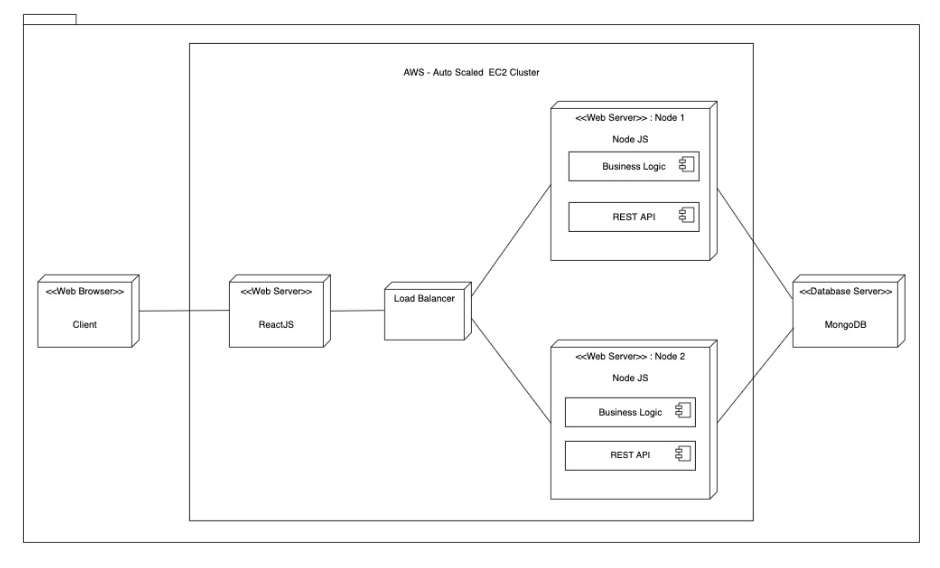 AWS - Auto Scaled EC2 Cluster
<<Web Server>> : Node 1
Node JS
Business Logic
REST API
<<Web Browser>>
Client
<<Web Server>>
ReactJS
Load Balancer
<<Database Server>>
MongoDB
<<Web Server>> : Node 2
Node JS
Business Logic
REST API